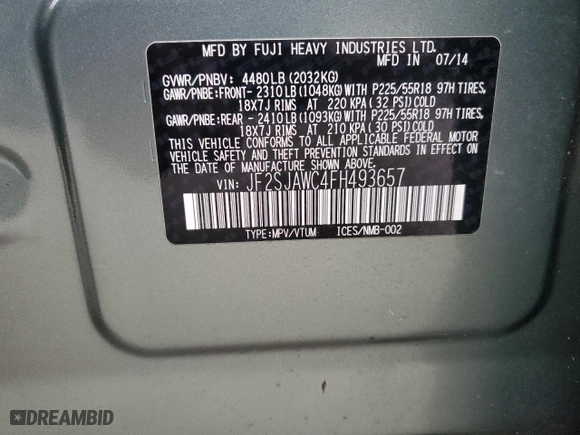 MFD BY FUJI HEAVY INDUSTRIES LTD.
MFD IN 07/14
GVWR/PNBV: 4480LB (2032KG)
GAWR/PNBE:FRONT- 2310LB (1048KG)WITH P225/55R18 97H TIRES,
18X7J RIMS AT 220 KPA ( 32 PSI)COLD
GAWR/PNBE:REAR - 2410LB (1093KG)WITH P225/55R18 97H TIRES,
18X7J RIMS AT 210 KPA ( 30 PSI)COLD
THIS VEHICLE CONFORMS TO ALL APPLICABLE FEDERAL MOTOR
VEHICLE SAFETY AND THEFT PREVENTION STANDARDS IN EFFECT ON
THE DATE OF MANUFACTURE SHOWN ABOVE.
VIN: JF2SJAWC4FH493657
TYPE:MPV/VTUM ICES/NMB-002
DREAMBID